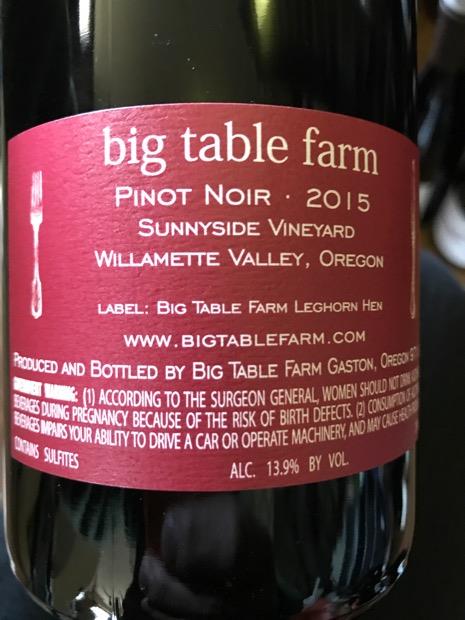 big table farm
PINOT NOIR · 2015
SUNNYSIDE VINEYARD
WILLAMETTE VALLEY, OREGON
LABEL: BIG TABLE FARM LEGHORN HEN
WWW.BIGTABLEFARM.COM
PRODUCED AND BOTTLED BY BIG TABLE FARM GASTON, OREGON
GOVERNMENT WARNING: (1) ACCORDING TO THE SURGEON GENERAL, WOMEN SHOULD NOT DRINK
BEVERAGES DURING PREGNANCY BECAUSE OF THE RISK OF BIRTH DEFECTS. (2) CONSUMPTION OF
BEVERAGES IMPAIRS YOUR ABILITY TO DRIVE A CAR OR OPERATE MACHINERY, AND MAY CAUSE
CONTAINS SULFITES
ALC. 13.9% BY VOL.